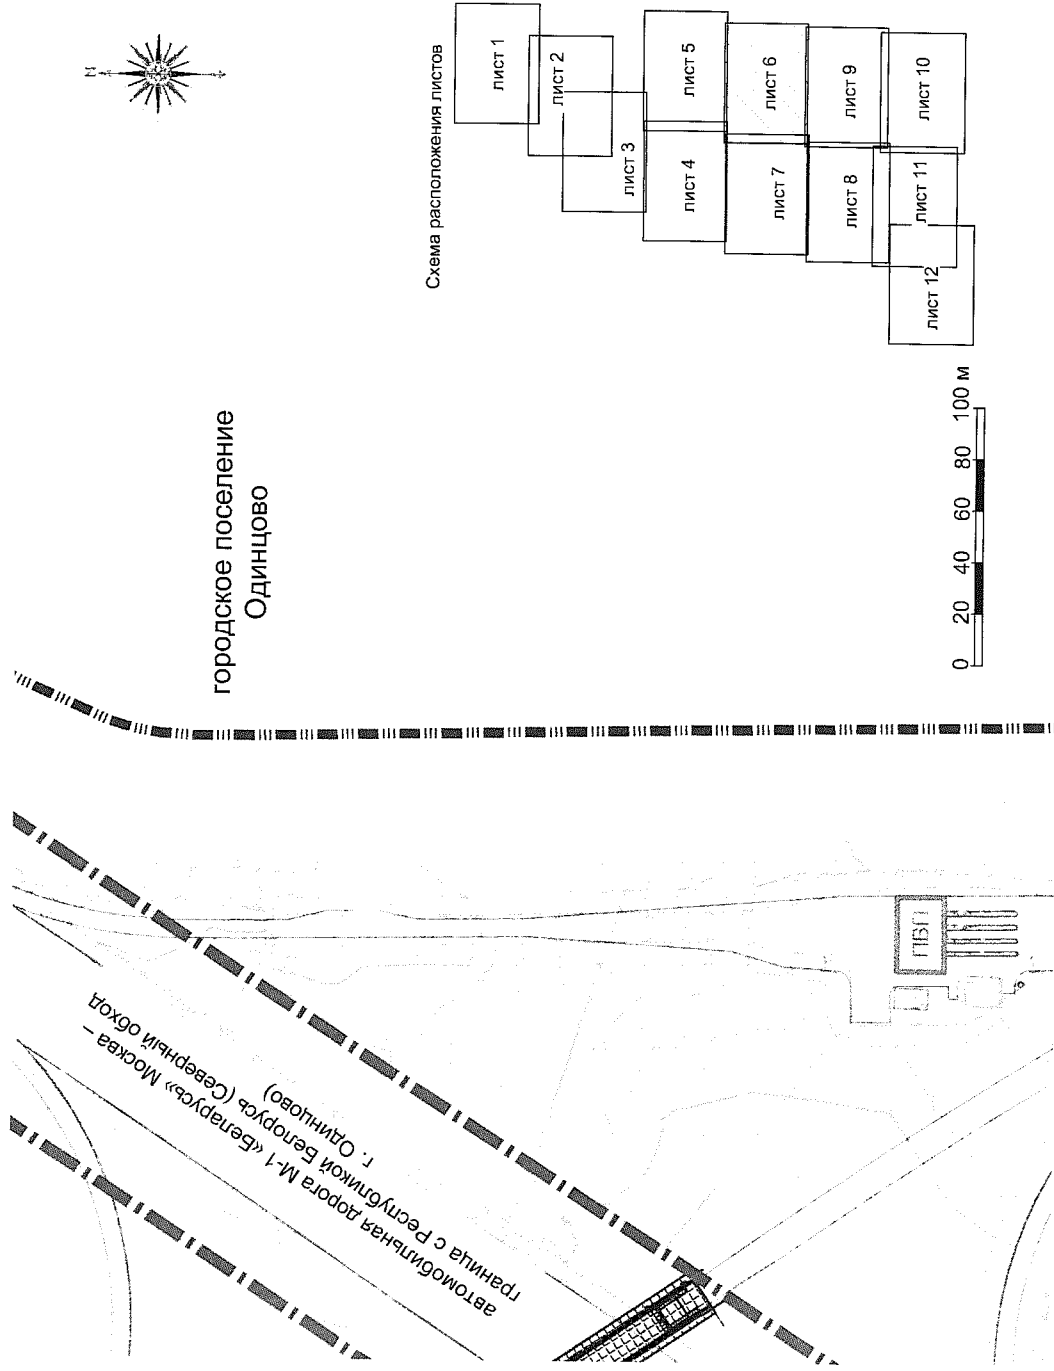 N
Схема расположения листов
лист 1
лист 2
лист 3
лист 4
лист 5
лист 6
лист 7
лист 8
лист 9
лист 10
лист 11
лист 12
городское поселение
Одинцово
0 20 40 60 80 100 м
автомобильная дорога М-1 «Беларусь» Москва –
граница с Республикой Белорусь (Северный обход
г. Одинцово)
ПВП